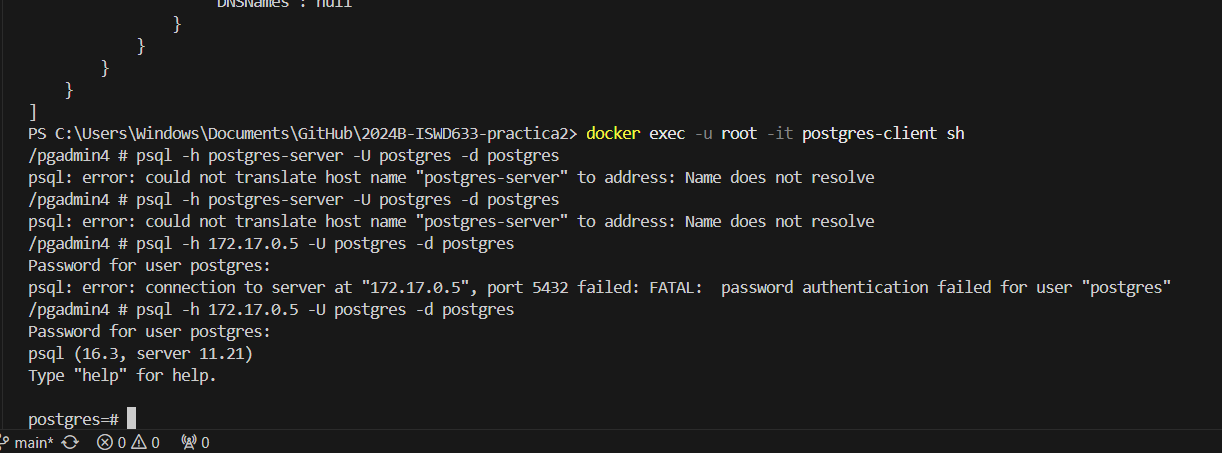 "DNSNames": null
}
}
}
}
]
PS C:\Users\Windows\Documents\GitHub\2024B-ISWD633-practica2> docker exec -u root -it postgres-client sh
/pgadmin4 # psql -h postgres-server -U postgres -d postgres
psql: error: could not translate host name "postgres-server" to address: Name does not resolve
/pgadmin4 # psql -h postgres-server -U postgres -d postgres
psql: error: could not translate host name "postgres-server" to address: Name does not resolve
/pgadmin4 # psql -h 172.17.0.5 -U postgres -d postgres
Password for user postgres:
psql: error: connection to server at "172.17.0.5", port 5432 failed: FATAL:  password authentication failed for user "postgres"
/pgadmin4 # psql -h 172.17.0.5 -U postgres -d postgres
Password for user postgres:
psql (16.3, server 11.21)
Type "help" for help.
postgres=#
main* 0 0 0